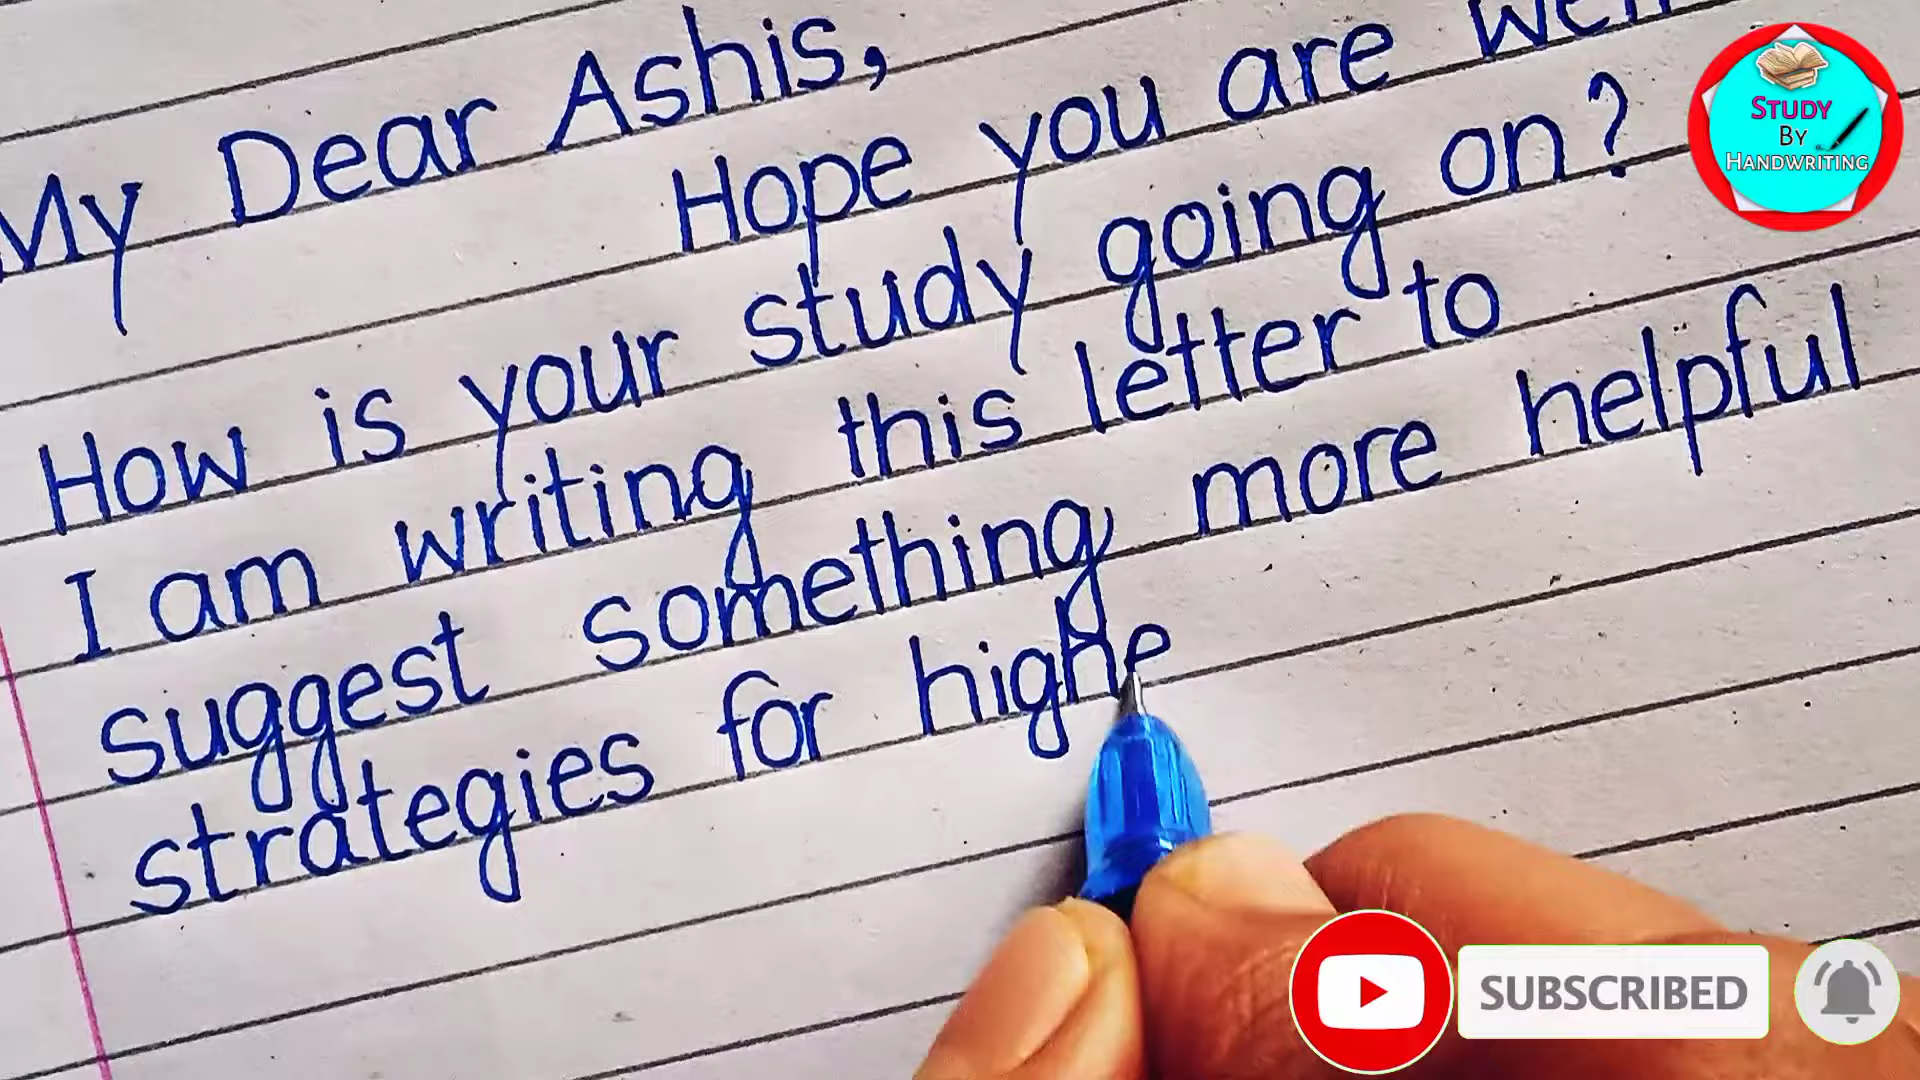 My Dear Ashis,
Hope you are well
How is your study going on?
I am writing this letter to
suggest something more helpful
strategies for highe
STUDY
BY
HANDWRITING
SUBSCRIBED